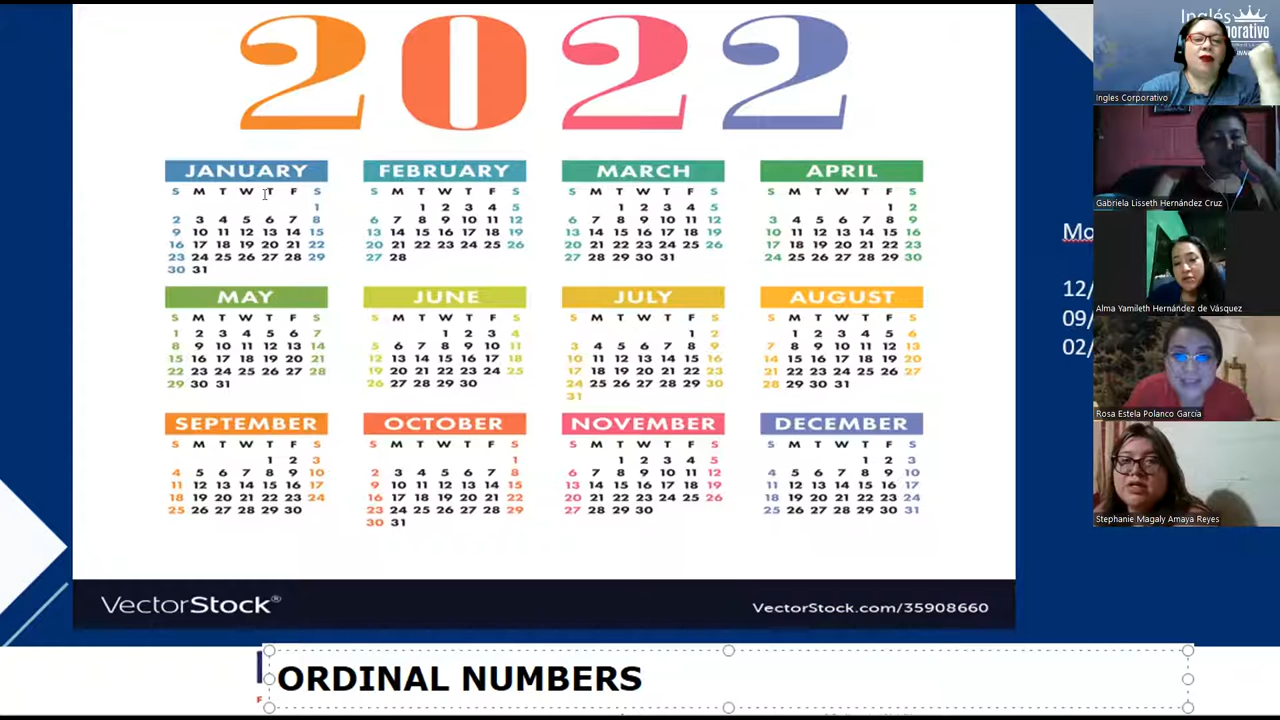 2022
JANUARY
S M T W T F S
1
2 3 4 5 6 7 8
9 10 11 12 13 14 15
16 17 18 19 20 21 22
23 24 25 26 27 28 29
30 31
FEBRUARY
S M T W T F S
1 2 3 4 5
6 7 8 9 10 11 12
13 14 15 16 17 18 19
20 21 22 23 24 25 26
27 28
MARCH
S M T W T F S
1 2 3 4 5
6 7 8 9 10 11 12
13 14 15 16 17 18 19
20 21 22 23 24 25 26
27 28 29 30 31
APRIL
S M T W T F S
1 2
3 4 5 6 7 8 9
10 11 12 13 14 15 16
17 18 19 20 21 22 23
24 25 26 27 28 29 30
MAY
S M T W T F S
1 2 3 4 5 6 7
8 9 10 11 12 13 14
15 16 17 18 19 20 21
22 23 24 25 26 27 28
29 30 31
JUNE
S M T W T F S
1 2 3 4
5 6 7 8 9 10 11
12 13 14 15 16 17 18
19 20 21 22 23 24 25
26 27 28 29 30
JULY
S M T W T F S
1 2
3 4 5 6 7 8 9
10 11 12 13 14 15 16
17 18 19 20 21 22 23
24 25 26 27 28 29 30
31
AUGUST
S M T W T F S
1 2 3 4 5 6
7 8 9 10 11 12 13
14 15 16 17 18 19 20
21 22 23 24 25 26 27
28 29 30 31
SEPTEMBER
S M T W T F S
1 2 3
4 5 6 7 8 9 10
11 12 13 14 15 16 17
18 19 20 21 22 23 24
25 26 27 28 29 30
OCTOBER
S M T W T F S
1
2 3 4 5 6 7 8
9 10 11 12 13 14 15
16 17 18 19 20 21 22
23 24 25 26 27 28 29
30 31
NOVEMBER
S M T W T F S
1 2 3 4 5
6 7 8 9 10 11 12
13 14 15 16 17 18 19
20 21 22 23 24 25 26
27 28 29 30
DECEMBER
S M T W T F S
1 2 3
4 5 6 7 8 9 10
11 12 13 14 15 16 17
18 19 20 21 22 23 24
25 26 27 28 29 30 31
VectorStock®
VectorStock.com/35908660
ORDINAL NUMBERS
Mo
12/
09/
02/
Ingles Corporativo
Gabriela Lisseth Hernández Cruz
Alma Yamileth Hernández de Vásquez
Rosa Estela Polanco García
Stephanie Magaly Amaya Reyes